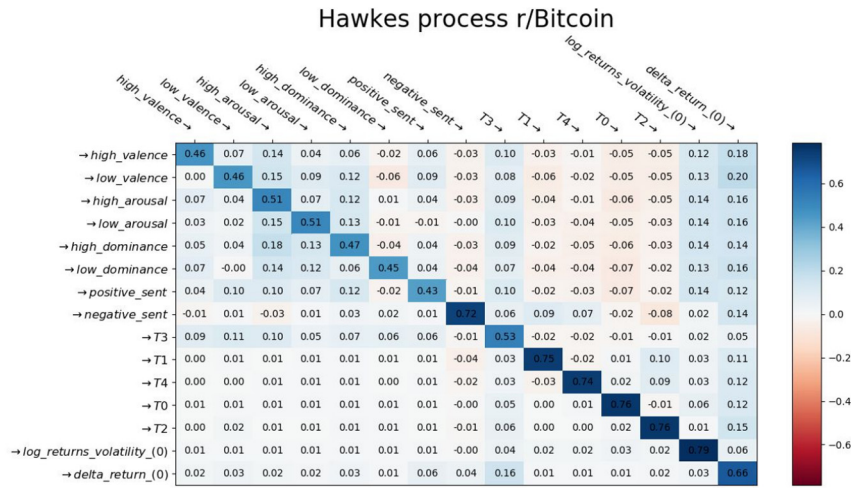 Hawkes process r/Bitcoin
high_valence→ low_valence→ high_arousal→ low_arousal→ high_dominance→ low_dominance→ positive_sent→ negative_sent→ T3→ T1→ T4→ T0→ T2→ log_returns_volatility_(0)→ delta_return_(0)→
→high_valence 0.46 0.07 0.14 0.04 0.06 -0.02 0.06 -0.03 0.10 -0.03 -0.01 -0.05 -0.05 0.12 0.18
→low_valence 0.00 0.46 0.15 0.09 0.12 -0.06 0.09 -0.03 0.08 -0.06 -0.02 -0.05 -0.05 0.13 0.20
→high_arousal 0.07 0.04 0.51 0.07 0.12 0.01 0.04 -0.03 0.09 -0.04 -0.01 -0.06 -0.05 0.14 0.16
→low_arousal 0.03 0.02 0.15 0.51 0.13 -0.01 -0.01 -0.00 0.10 -0.03 -0.04 -0.05 -0.03 0.14 0.16
→high_dominance 0.05 0.04 0.18 0.13 0.47 -0.04 0.04 -0.03 0.09 -0.02 -0.05 -0.06 -0.03 0.14 0.14
→low_dominance 0.07 -0.00 0.14 0.12 0.06 0.45 0.04 -0.04 0.07 -0.04 -0.04 -0.07 -0.02 0.13 0.16
→positive_sent 0.04 0.10 0.10 0.07 0.12 -0.02 0.43 -0.01 0.10 -0.02 -0.03 -0.07 -0.02 0.14 0.12
→negative_sent -0.01 0.01 -0.03 0.01 0.03 0.02 0.01 0.72 0.06 0.09 0.07 -0.02 -0.08 0.02 0.14
→T3 0.09 0.11 0.10 0.05 0.07 0.06 0.06 -0.01 0.53 -0.02 -0.02 -0.01 -0.01 0.02 0.05
→T1 0.00 0.01 0.01 0.01 0.01 0.01 0.01 -0.04 0.03 0.75 -0.02 0.01 0.10 0.03 0.11
→T4 0.00 0.00 0.01 0.01 0.01 0.01 0.01 -0.02 0.03 -0.03 0.74 0.02 0.09 0.03 0.12
→T0 0.01 0.01 0.01 0.01 0.01 0.01 0.01 -0.00 0.05 0.00 0.01 0.76 -0.01 0.06 0.12
→T2 0.00 0.02 0.01 0.01 0.01 0.01 0.01 -0.01 0.06 0.00 0.00 0.02 0.76 0.01 0.15
→log_returns_volatility_(0) 0.01 0.01 0.01 0.01 0.01 0.01 0.01 -0.00 0.04 0.02 0.02 0.03 0.02 0.79 0.06
→delta_return_(0) 0.02 0.03 0.02 0.02 0.03 0.01 0.06 0.04 0.16 0.01 0.01 0.01 0.02 0.03 0.66
0.6
0.4
0.2
0.0
−0.2
−0.4
−0.6